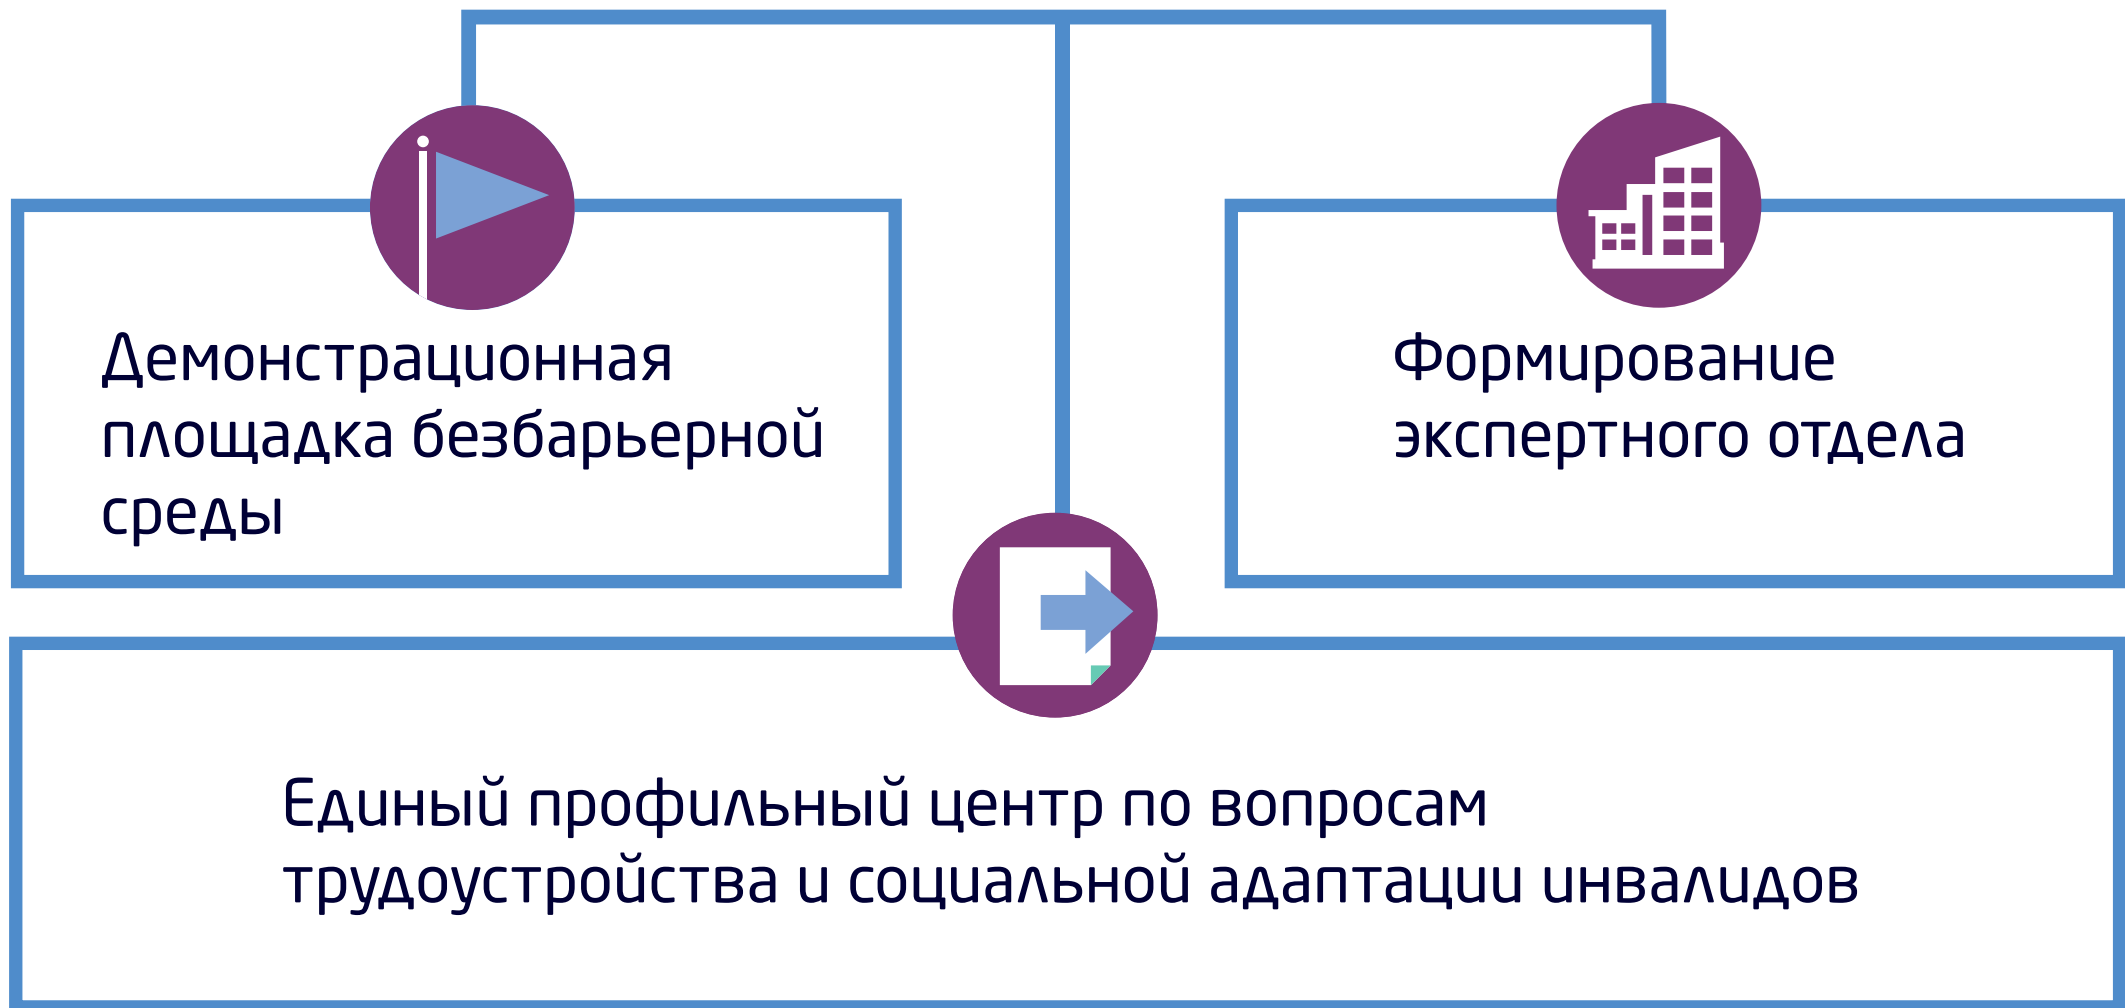 Демонстрационная
площадка безбарьерной
среды
Формирование
экспертного отдела
Единый профильный центр по вопросам
трудоустройства и социальной адаптации инвалидов